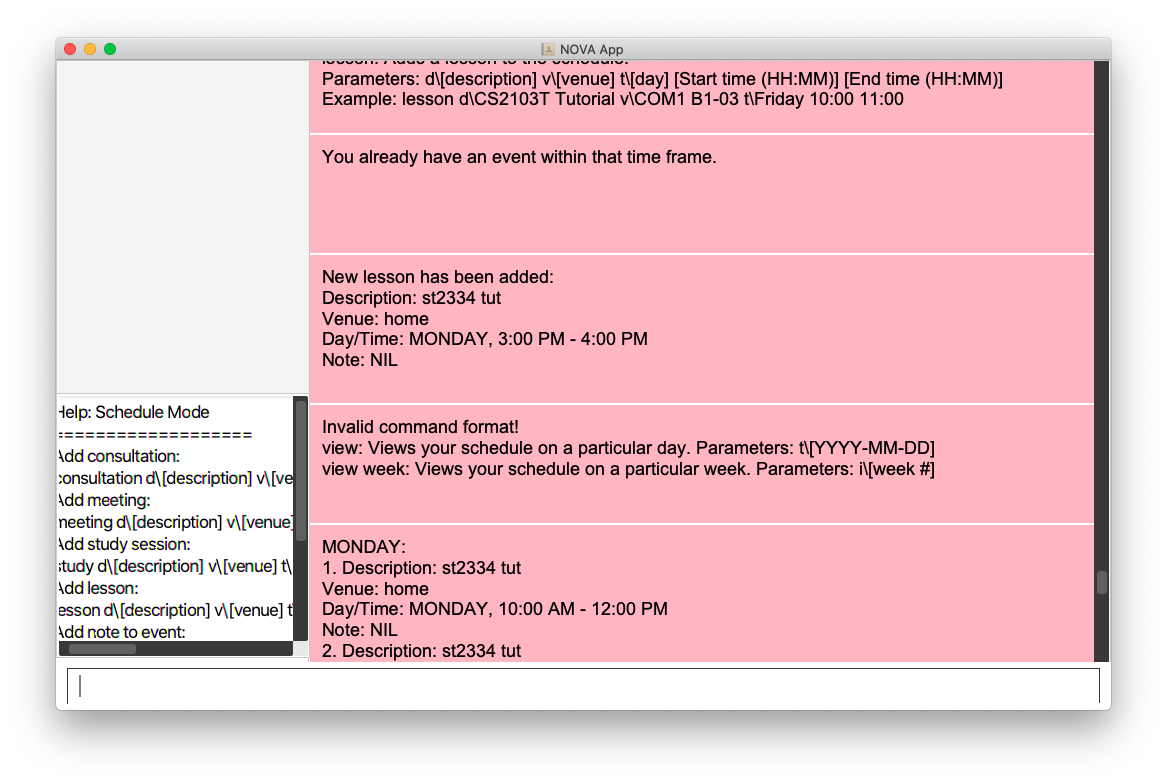 NOVA App
lesson: Adds a lesson to the schedule.
Parameters: d\[description] v\[venue] t\[day] [Start time (HH:MM)] [End time (HH:MM)]
Example: lesson d\CS2103T Tutorial v\COM1 B1-03 t\Friday 10:00 11:00
You already have an event within that time frame.
New lesson has been added:
Description: st2334 tut
Venue: home
Day/Time: MONDAY, 3:00 PM - 4:00 PM
Note: NIL
Invalid command format!
view: Views your schedule on a particular day. Parameters: t\[YYYY-MM-DD]
view week: Views your schedule on a particular week. Parameters: i\[week #]
MONDAY:
1. Description: st2334 tut
Venue: home
Day/Time: MONDAY, 10:00 AM - 12:00 PM
Note: NIL
2. Description: st2334 tut
Help: Schedule Mode
===================
Add consultation:
consultation d\[description] v\[ve
Add meeting:
meeting d\[description] v\[venue]
Add study session:
study d\[description] v\[venue] t\
Add lesson:
lesson d\[description] v\[venue] t
Add note to event: